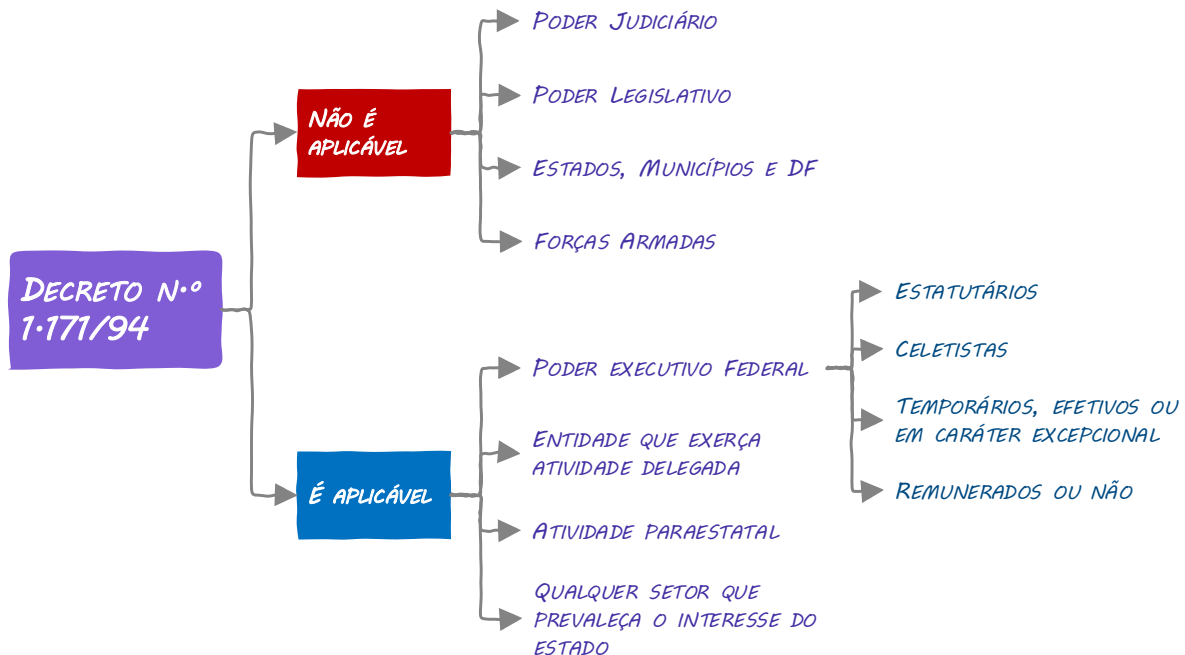 Decreto n.º
1.171/94
Não é
aplicável
Poder Judiciário
Poder Legislativo
Estados, Municípios e DF
Forças Armadas
É aplicável
Poder executivo Federal
Estatutários
Celetistas
Temporários, efetivos ou
em caráter excepcional
Remunerados ou não
Entidade que exerça
atividade delegada
Atividade paraestatal
Qualquer setor que
prevaleça o interesse do
estado